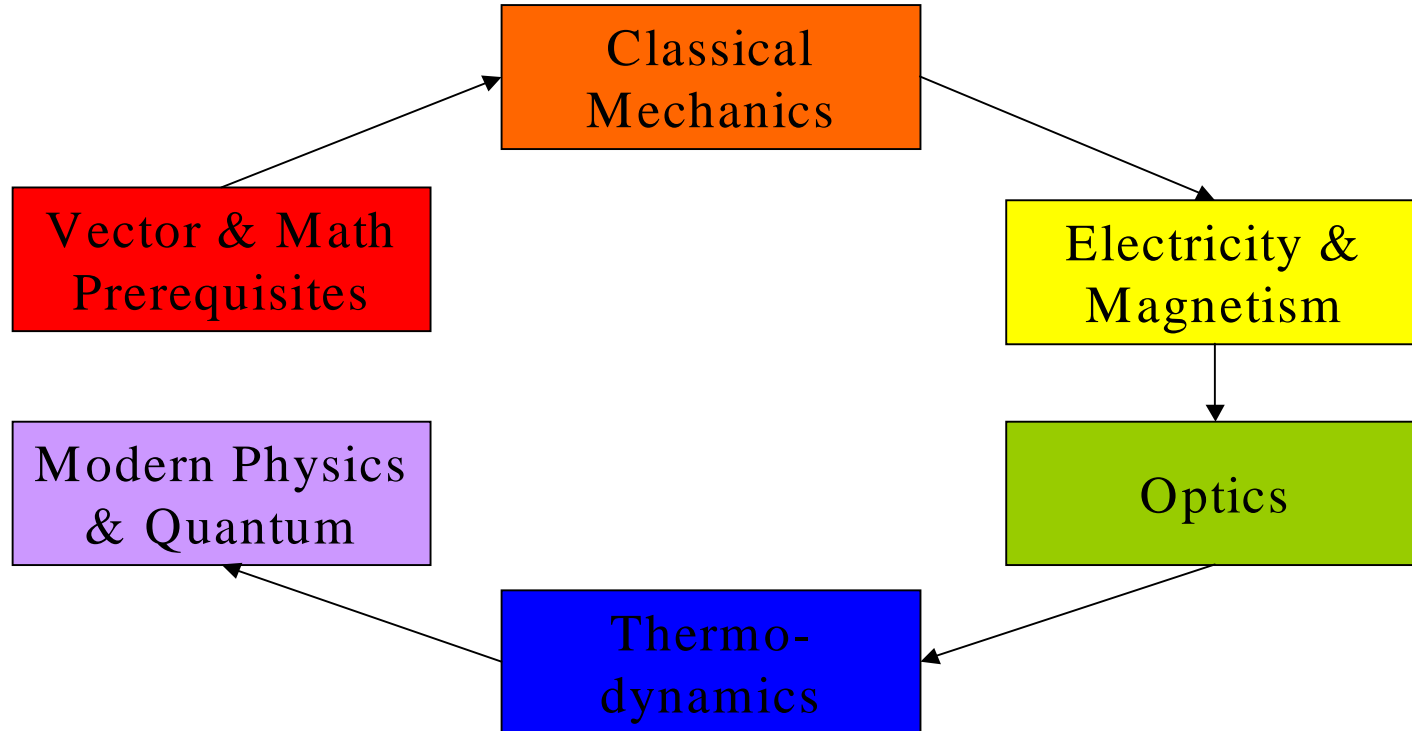 Vector & Math
Prerequisites
Classical
Mechanics
Electricity &
Magnetism
Optics
Thermo-
dynamics
Modern Physics
& Quantum